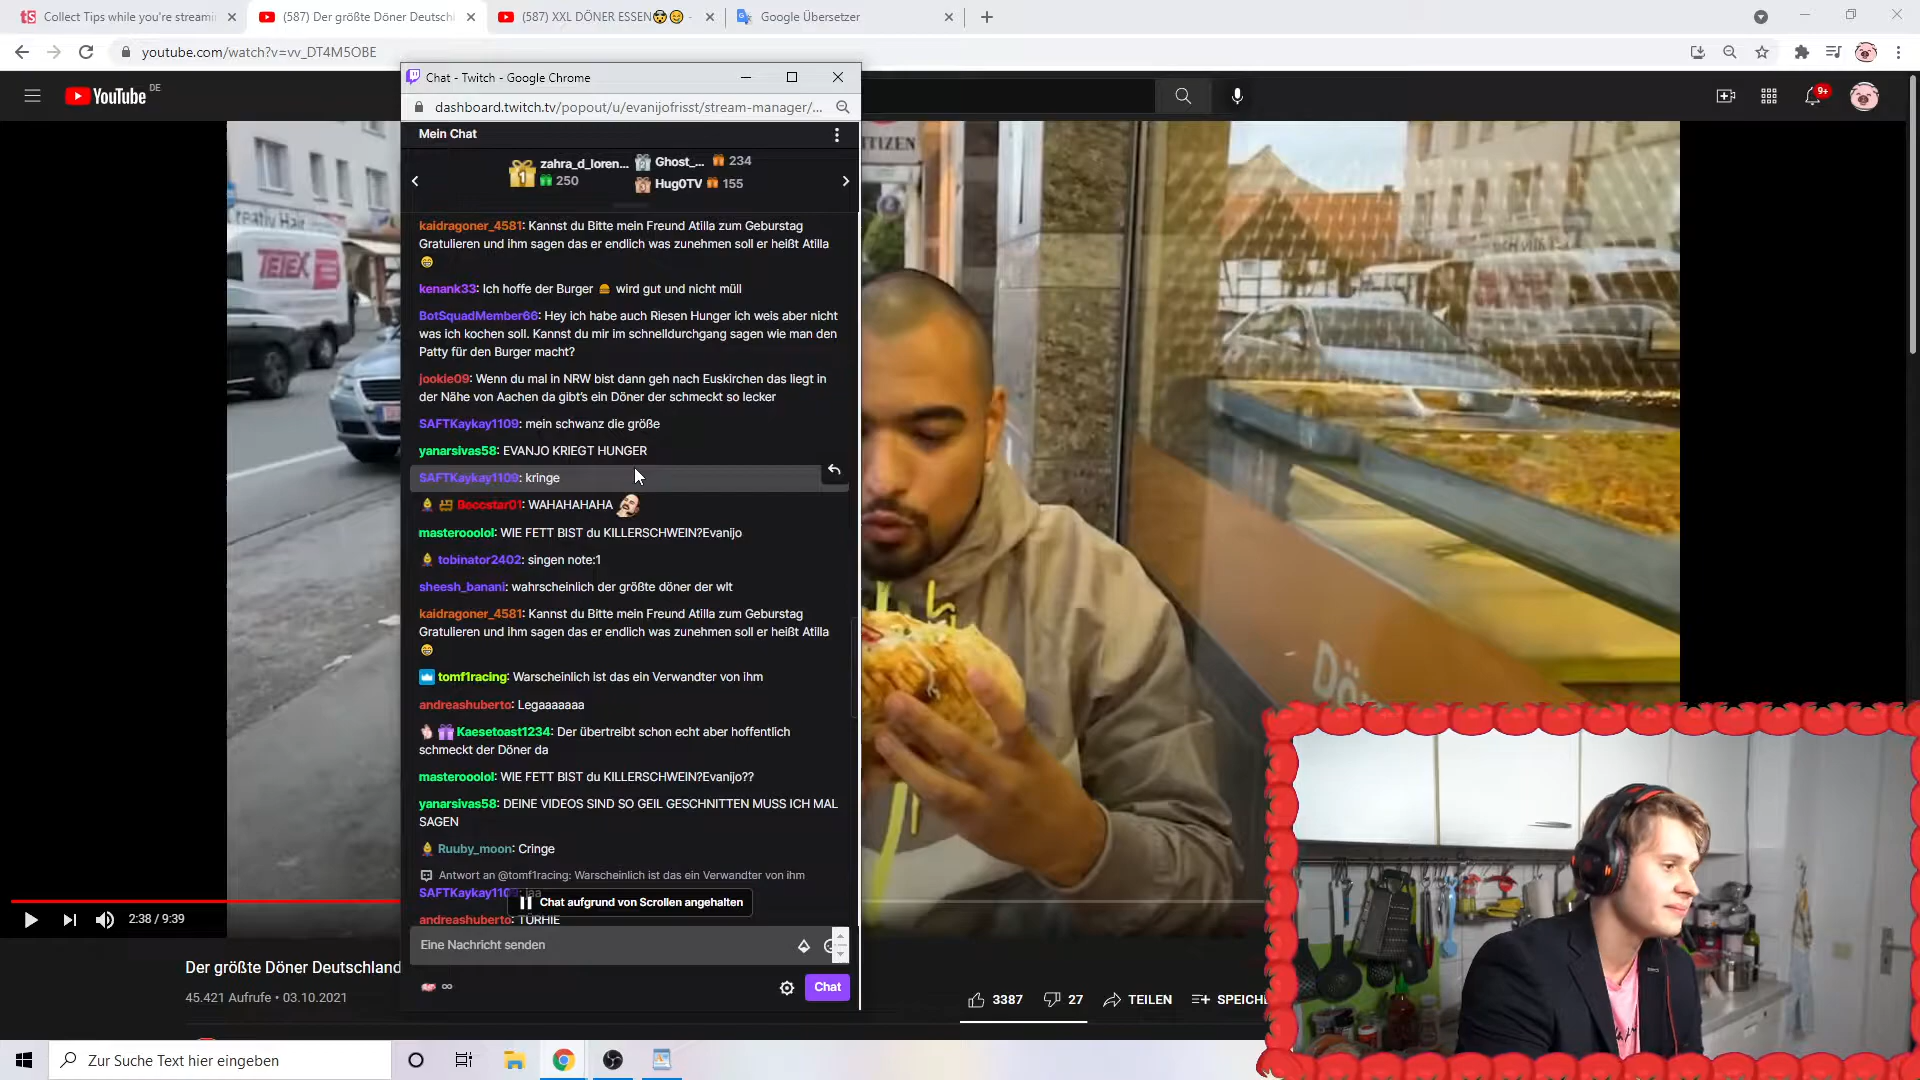 Collect Tips while you're streami
(587) Der größte Döner Deutschl
(587) XXL DÖNER ESSEN🤯😋 -
Google Übersetzer
youtube.com/watch?v=vv_DT4M5OBE
Chat - Twitch - Google Chrome
dashboard.twitch.tv/popout/u/evanijofrisst/stream-manager/...
YouTube DE
9+
Mein Chat
zahra_d_loren... 250
Ghost_... 234
Hug0TV 155
kaidragoner_4581: Kannst du Bitte mein Freund Atilla zum Geburstag
Gratulieren und ihm sagen das er endlich was zunehmen soll er heißt Atilla
😁
kenank33: Ich hoffe der Burger 🍔 wird gut und nicht müll
BotSquadMember66: Hey ich habe auch Riesen Hunger ich weis aber nicht
was ich kochen soll. Kannst du mir im schnelldurchgang sagen wie man den
Patty für den Burger macht?
jookie09: Wenn du mal in NRW bist dann geh nach Euskirchen das liegt in
der Nähe von Aachen da gibt's ein Döner der schmeckt so lecker
SAFTKaykay1109: mein schwanz die größe
yanarsivas58: EVANJO KRIEGT HUNGER
SAFTKaykay1109: kringe
Boccstar01: WAHAHAHAHA
masterooolol: WIE FETT BIST du KILLERSCHWEIN?Evanijo
tobinator2402: singen note:1
sheesh_banani: wahrscheinlich der größte döner der wlt
kaidragoner_4581: Kannst du Bitte mein Freund Atilla zum Geburstag
Gratulieren und ihm sagen das er endlich was zunehmen soll er heißt Atilla
😁
tomf1racing: Warscheinlich ist das ein Verwandter von ihm
andreashuberto: Legaaaaaaa
Kaesetoast1234: Der übertreibt schon echt aber hoffentlich
schmeckt der Döner da
masterooolol: WIE FETT BIST du KILLERSCHWEIN?Evanijo??
yanarsivas58: DEINE VIDEOS SIND SO GEIL GESCHNITTEN MUSS ICH MAL
SAGEN
Ruuby_moon: Cringe
Antwort an @tomf1racing: Warscheinlich ist das ein Verwandter von ihm
SAFTKaykay110 jaa
Chat aufgrund von Scrollen angehalten
andreashuberto: TÜRHIE
Eine Nachricht senden
Chat
TETEX
TIZEN
Dö
2:38 / 9:39
Der größte Döner Deutschland
45.421 Aufrufe • 03.10.2021
3387
27
TEILEN
SPEICHE
Zur Suche Text hier eingeben